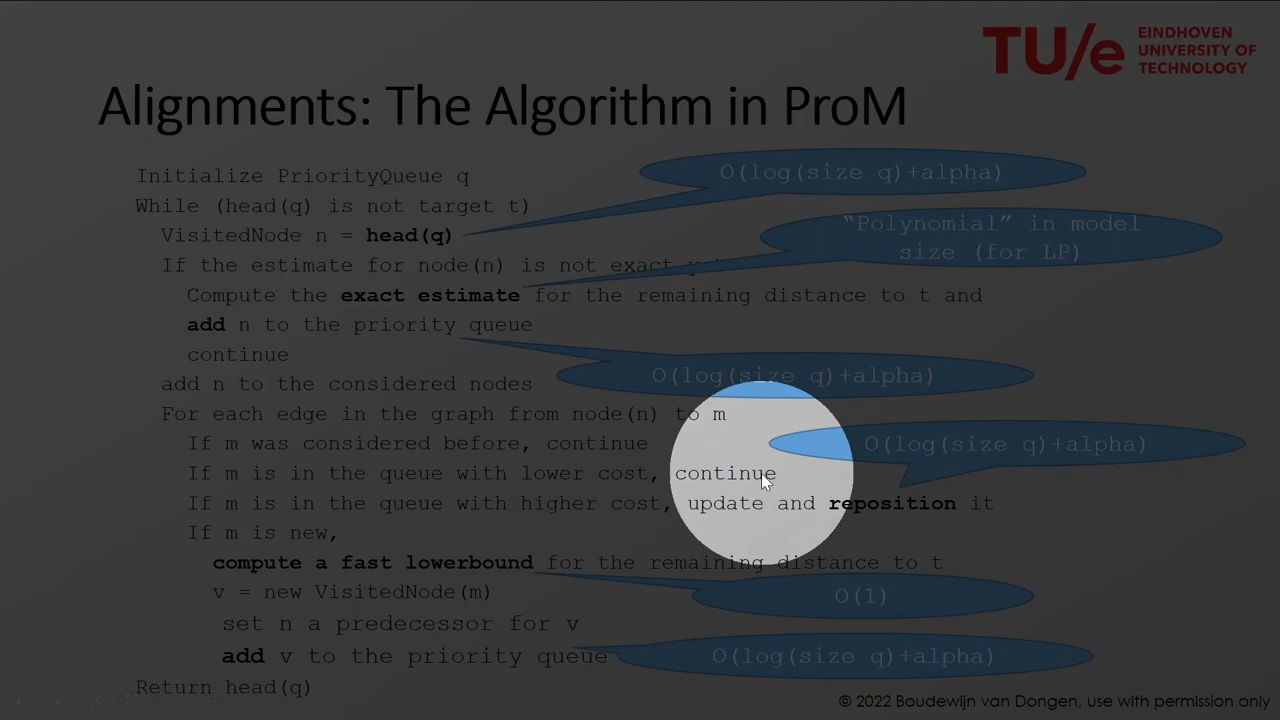 TU/e EINDHOVEN
UNIVERSITY OF
TECHNOLOGY
Alignments: The Algorithm in ProM
Initialize PriorityQueue q
O(log(size q)+alpha)
While (head(q) is not target t)
VisitedNode n = head(q)
“Polynomial” in model
size (for LP)
If the estimate for node(n) is not exact
Compute the exact estimate for the remaining distance to t and
add n to the priority queue
continue
O(log(size q)+alpha)
add n to the considered nodes
For each edge in the graph from node(n) to m
If m was considered before, continue
O(log(size q)+alpha)
If m is in the queue with lower cost, continue
If m is in the queue with higher cost, update and reposition it
If m is new,
compute a fast lowerbound for the remaining distance to t
v = new VisitedNode(m)
O(1)
set n a predecessor for v
add v to the priority queue
O(log(size q)+alpha)
Return head(q)
© 2022 Boudewijn van Dongen, use with permission only